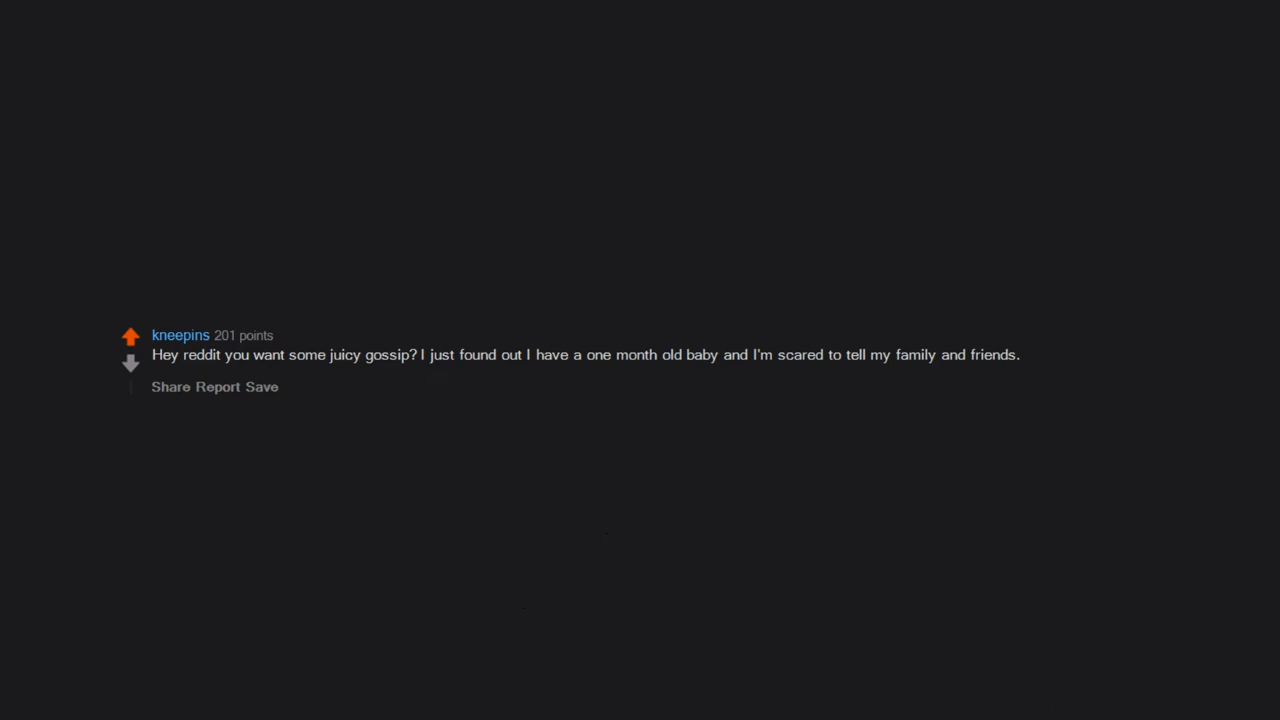 kneepins 201 points
Hey reddit you want some juicy gossip? I just found out I have a one month old baby and I'm scared to tell my family and friends.
Share Report Save